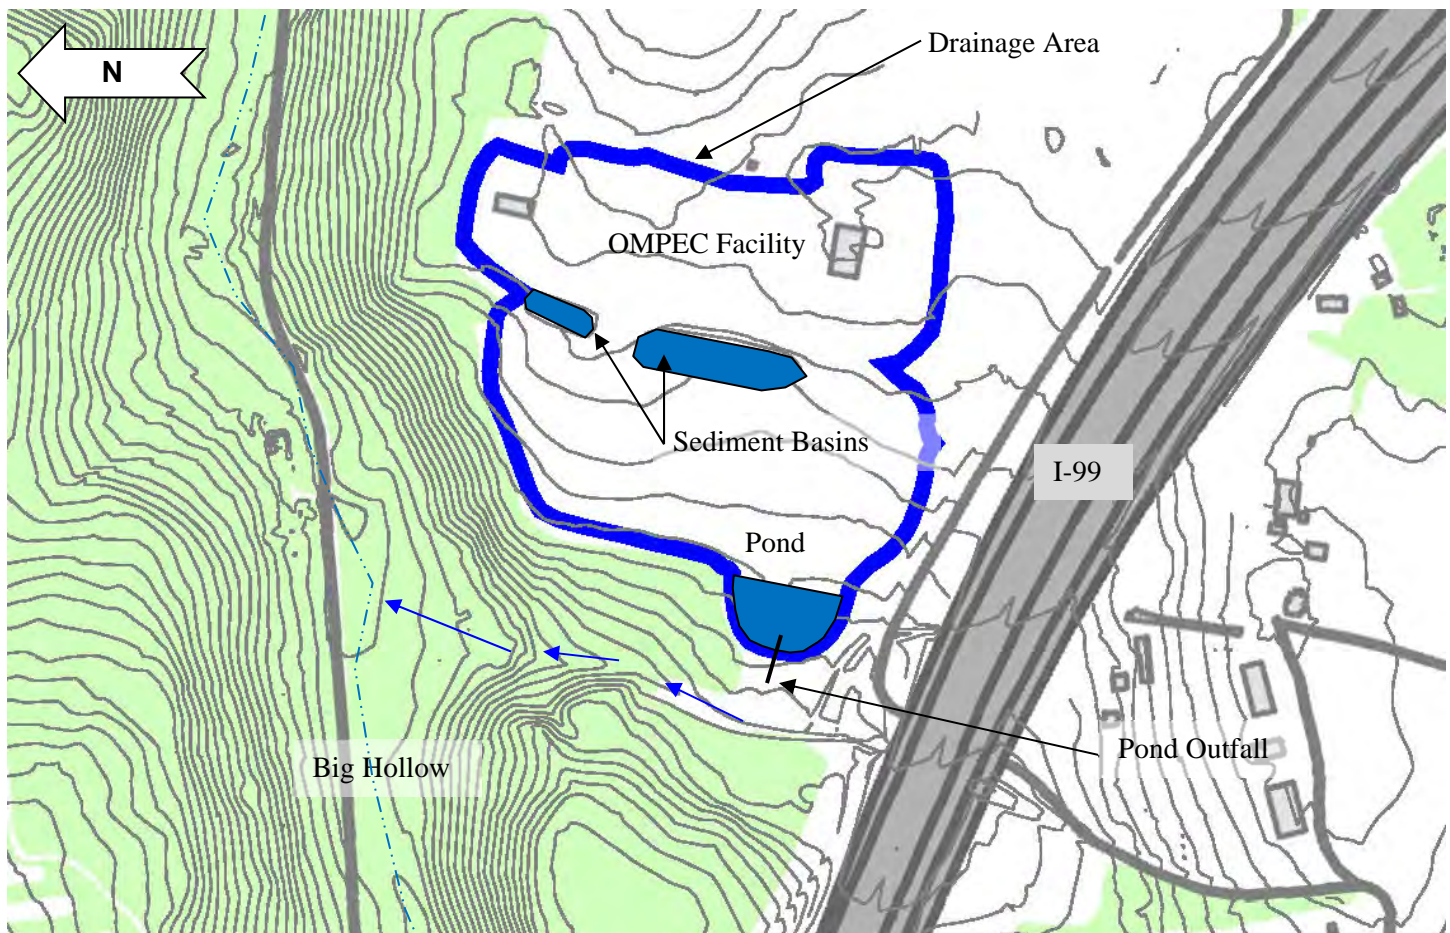 Drainage Area
N
OMPEC Facility
Sediment Basins
I-99
Pond
Pond Outfall
Big Hollow